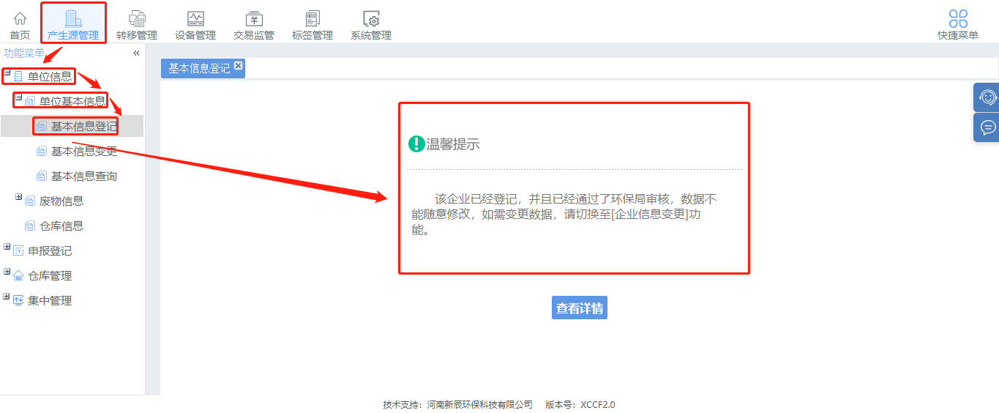 首页
产生源管理
转移管理
设备管理
交易监管
标签管理
系统管理
快捷菜单
功能菜单
«
单位信息
单位基本信息
基本信息登记
基本信息变更
基本信息查询
废物信息
仓库信息
申报登记
仓库管理
集中管理
基本信息登记
温馨提示
该企业已经登记，并且已经通过了环保局审核，数据不
能随意修改，如需变更数据，请切换至[企业信息变更]功
能。
查看详情
技术支持：河南新辰环保科技有限公司 版本号：XCCF2.0